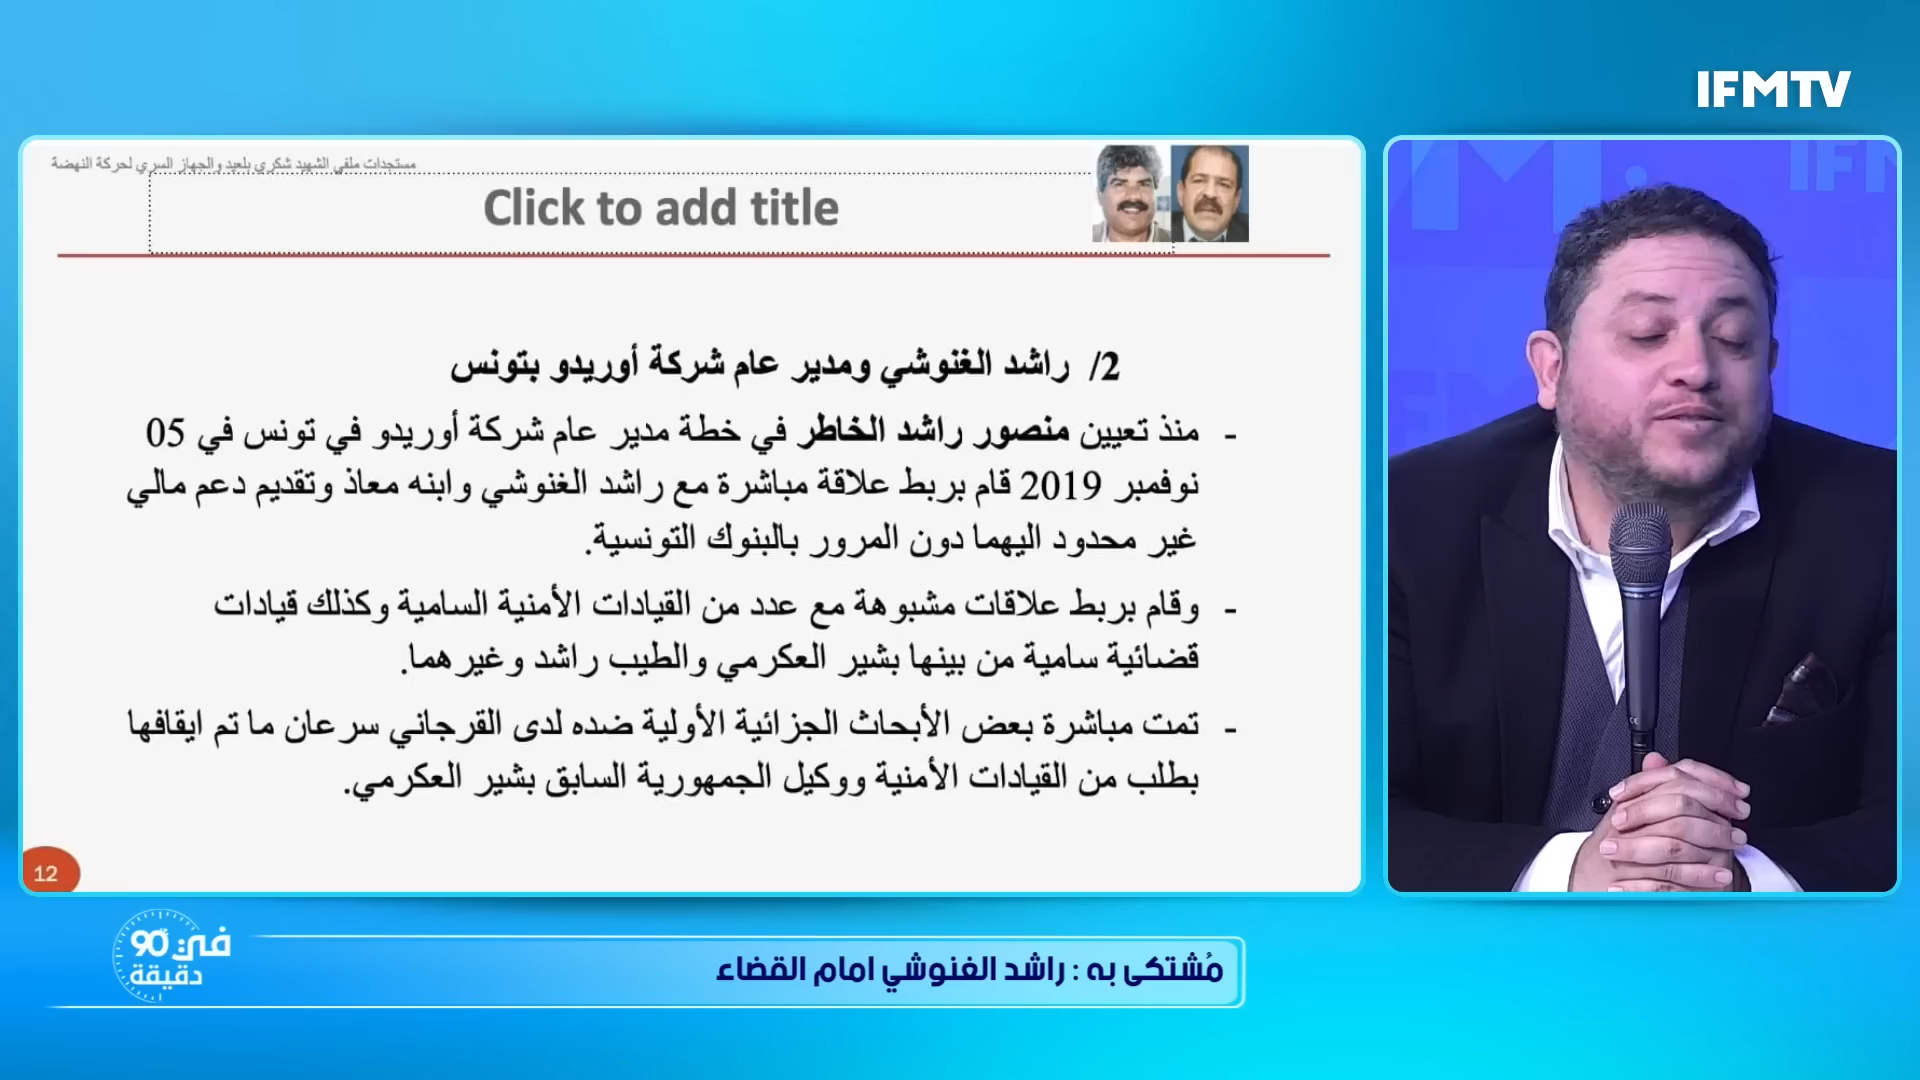 IFMTV
مستجدات ملفي الشهيد شكري بلعيد والجهاز السري لحركة النهضة
Click to add title
2/ راشد الغنوشي ومدير عام شركة أوريدو بتونس
- منذ تعيين منصور راشد الخاطر في خطة مدير عام شركة أوريدو في تونس في 05
نوفمبر 2019 قام بربط علاقة مباشرة مع راشد الغنوشي وابنه معاذ وتقديم دعم مالي
غير محدود اليهما دون المرور بالبنوك التونسية.
- وقام بربط علاقات مشبوهة مع عدد من القيادات الأمنية السامية وكذلك قيادات
قضائية سامية من بينها بشير العكرمي والطيب راشد وغيرهما.
- تمت مباشرة بعض الأبحاث الجزائية الأولية ضده لدى القرجاني سرعان ما تم ايقافها
بطلب من القيادات الأمنية ووكيل الجمهورية السابق بشير العكرمي.
12
في 90
دقيقة
مُشتكى به : راشد الغنوشي امام القضاء